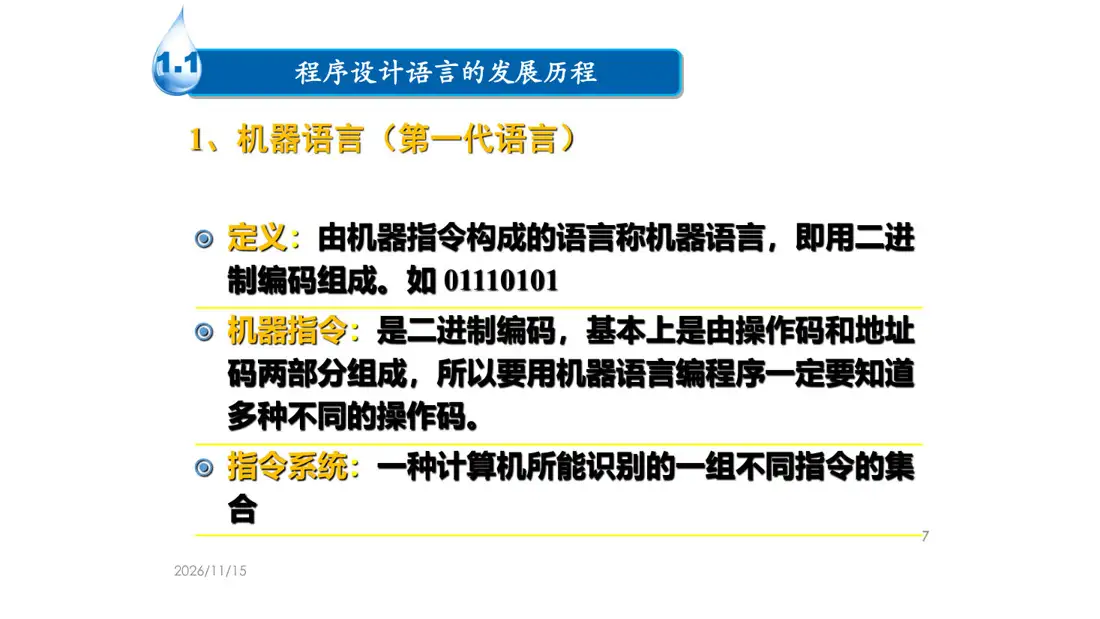 1.1
程序设计语言的发展历程
1、机器语言（第一代语言）
定义：由机器指令构成的语言称机器语言，即用二进
制编码组成。如 01110101
机器指令：是二进制编码，基本上是由操作码和地址
码两部分组成，所以要用机器语言编程序一定要知道
多种不同的操作码。
指令系统：一种计算机所能识别的一组不同指令的集
合
7
2026/11/15